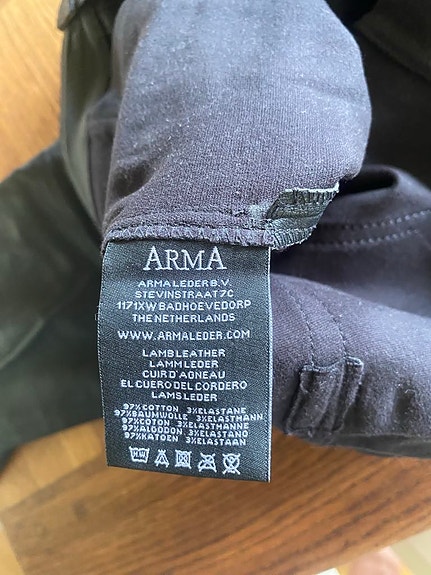 ARMA
ARMALEDER B.V.
STEVINSTRAAT 7C
1171XW BADHOEVEDORP
THE NETHERLANDS
WWW.ARMALEDER.COM
LAMBLEATHER
LAMMLEDER
CUIR D'AGNEAU
EL CUERO DEL CORDERO
LAMSLEDER
97%COTTON 3%ELASTANE
97%BAUMWOLLE 3%ELASTHANN
97%COTON 3%ELASTHANNE
97%ALGODON 3%ELASTANO
97%KATOEN 3%ELASTAAN
HW